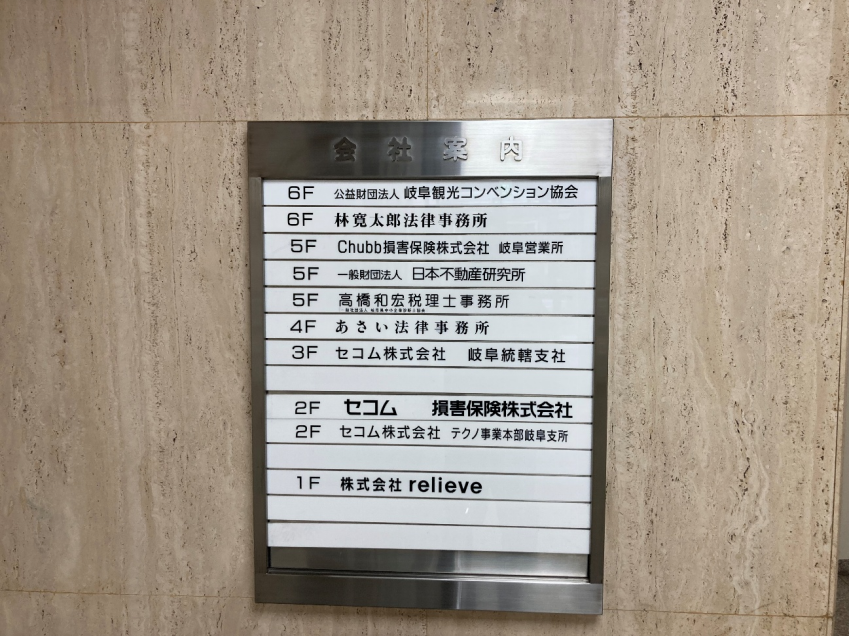 会社案内
6F 公益財団法人 岐阜観光コンベンション協会
6F 林寛太郎法律事務所
5F Chubb損害保険株式会社 岐阜営業所
5F 一般財団法人 日本不動産研究所
5F 高橋和宏税理士事務所
4F あさい法律事務所
3F セコム株式会社 岐阜統轄支社
2F セコム 損害保険株式会社
2F セコム株式会社 テクノ事業本部岐阜支所
1F 株式会社 relieve